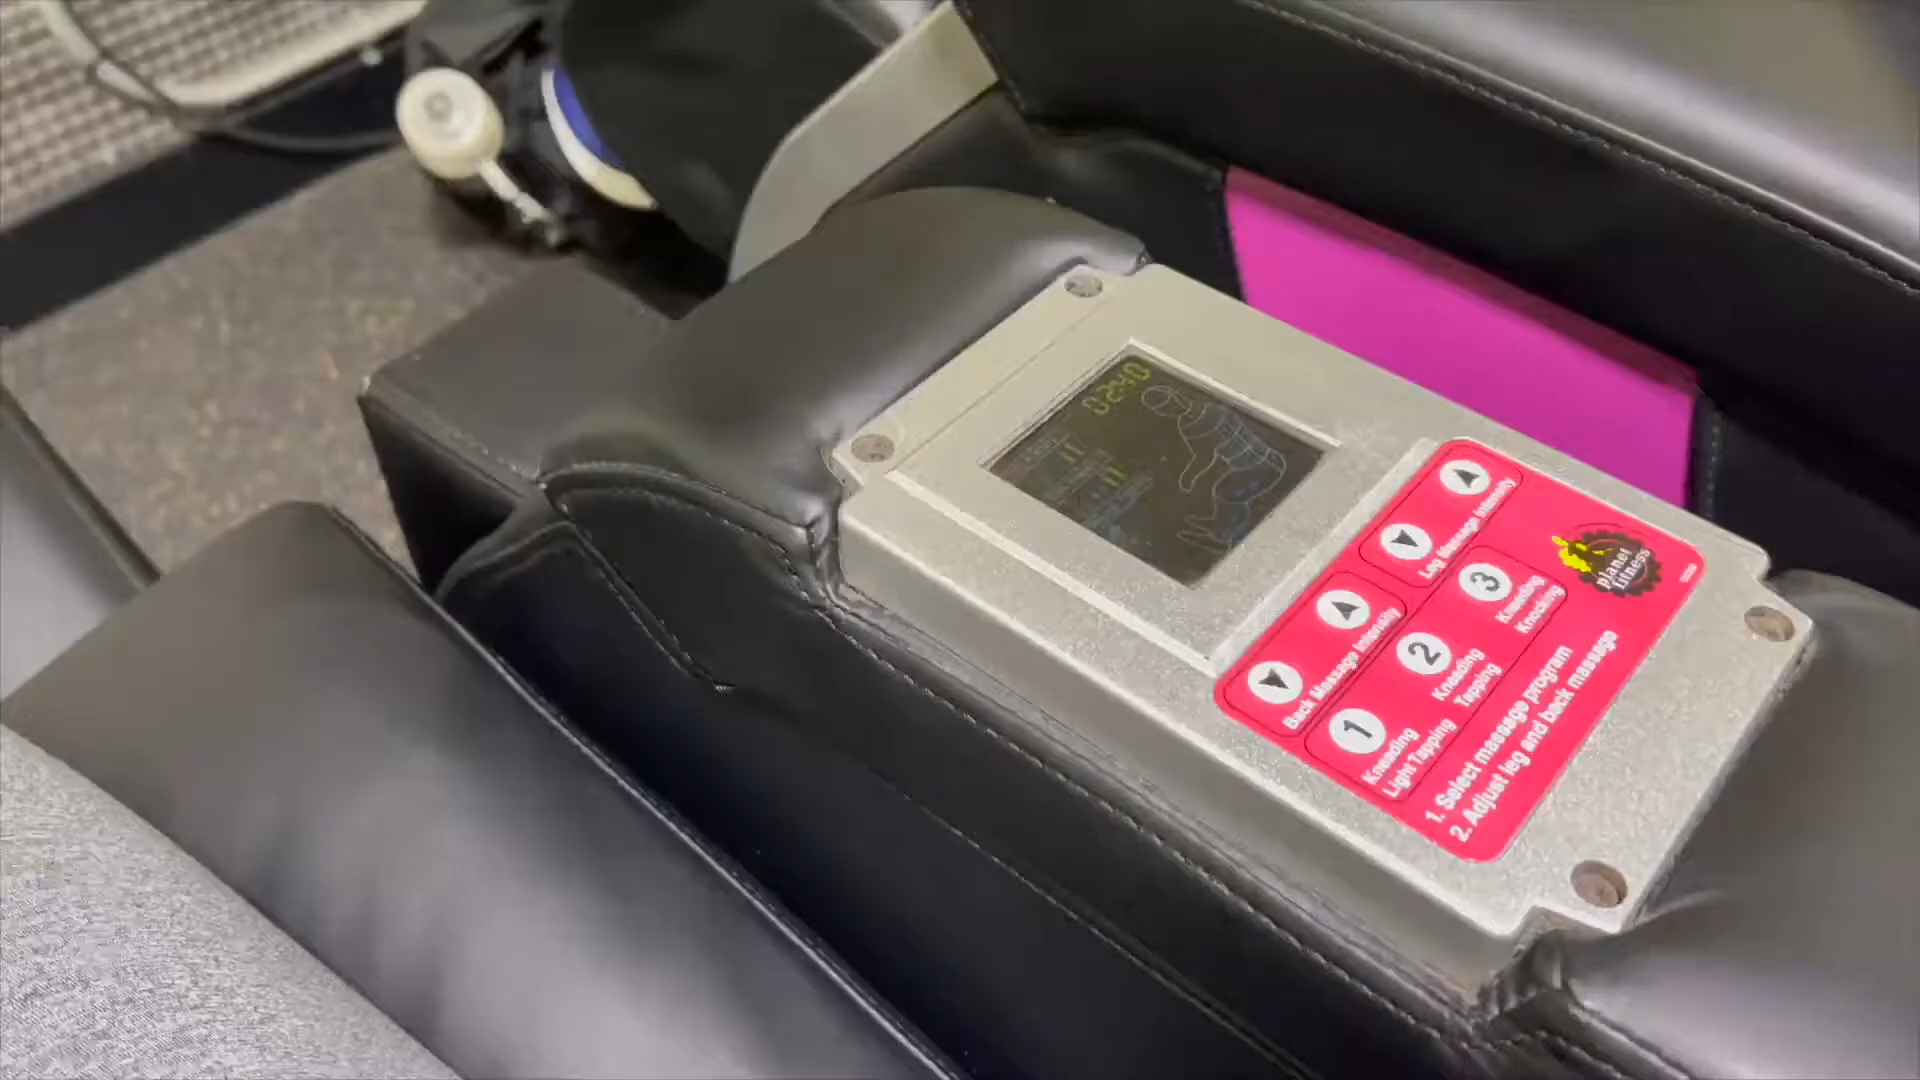 02:40
Leg Massage Intensity
Back Massage Intensity
1
Kneading
Light Tapping
2
Kneading
Tapping
3
Kneading
Knocking
planet
fitness
1. Select massage program
2. Adjust leg and back massage